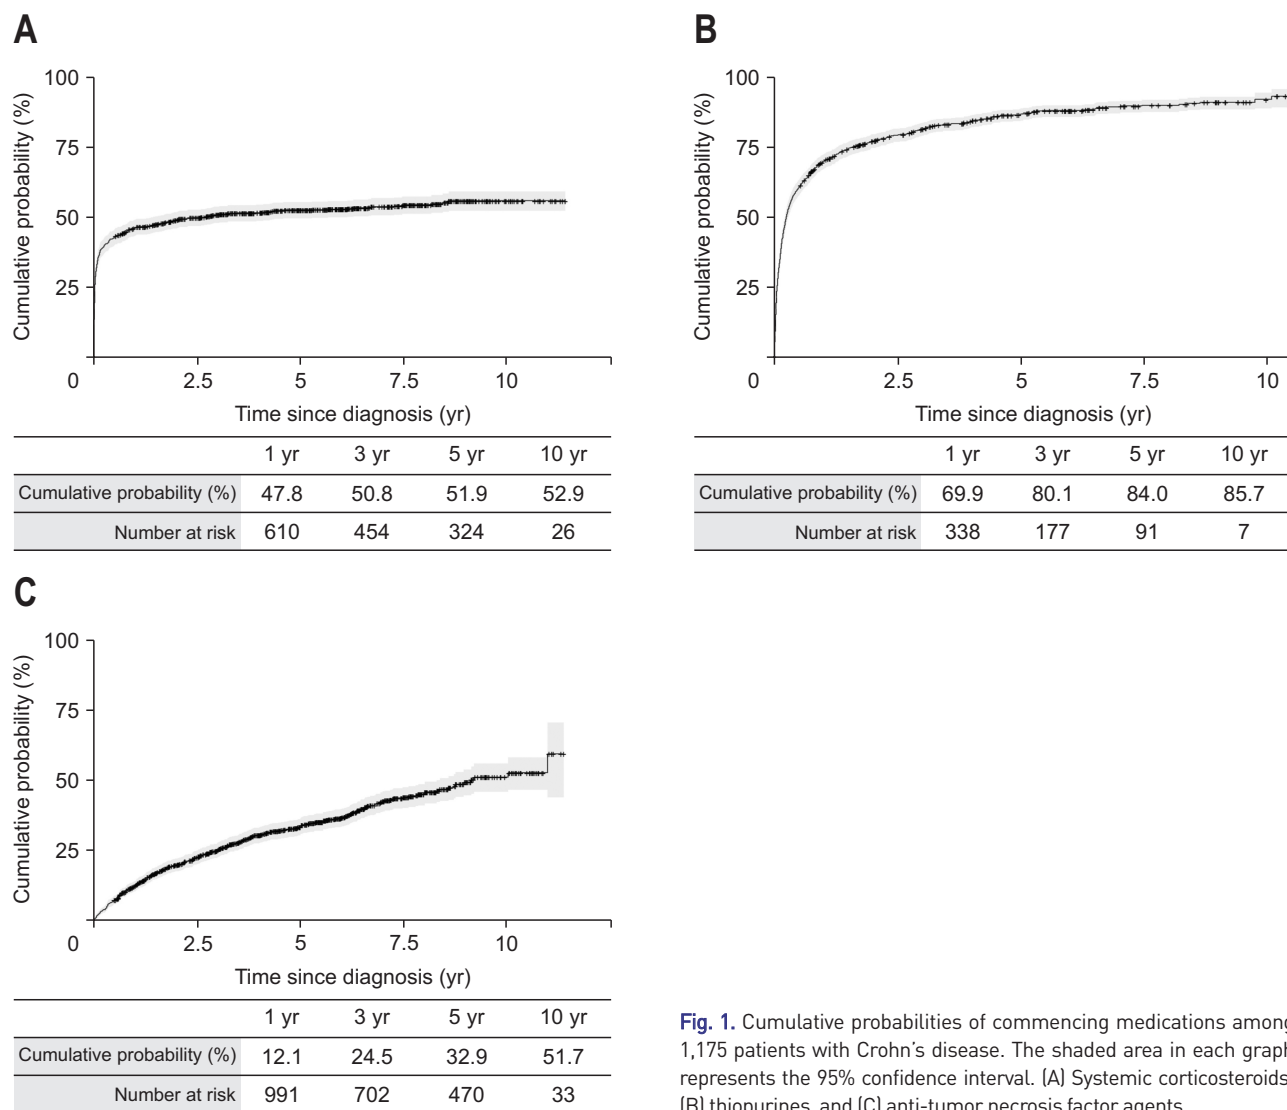 A
100
75
50
25
0
2.5
5
7.5
10
Cumulative probability (%)
Time since diagnosis (yr)
1 yr 3 yr 5 yr 10 yr
Cumulative probability (%) 47.8 50.8 51.9 52.9
Number at risk 610 454 324 26
B
100
75
50
25
0
2.5
5
7.5
10
Cumulative probability (%)
Time since diagnosis (yr)
1 yr 3 yr 5 yr 10 yr
Cumulative probability (%) 69.9 80.1 84.0 85.7
Number at risk 338 177 91 7
C
100
75
50
25
0
2.5
5
7.5
10
Cumulative probability (%)
Time since diagnosis (yr)
1 yr 3 yr 5 yr 10 yr
Cumulative probability (%) 12.1 24.5 32.9 51.7
Number at risk 991 702 470 33
Fig. 1. Cumulative probabilities of commencing medications among
1,175 patients with Crohn's disease. The shaded area in each graph
represents the 95% confidence interval. (A) Systemic corticosteroids,
(B) thiopurines, and (C) anti-tumor necrosis factor agents.